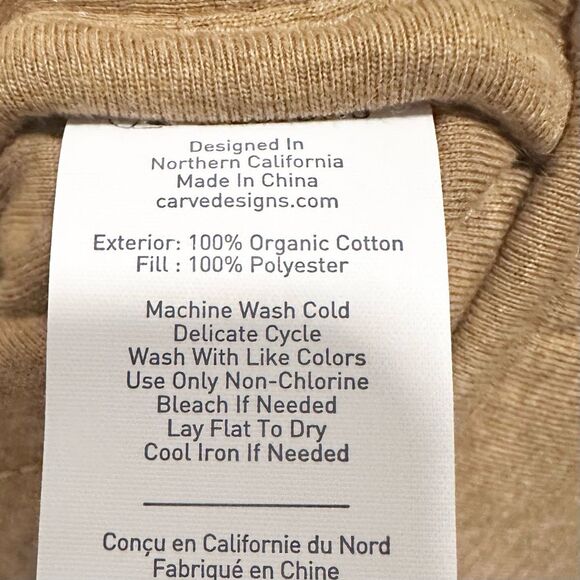 Designed In
Northern California
Made In China
carvedesigns.com
Exterior: 100% Organic Cotton
Fill : 100% Polyester
Machine Wash Cold
Delicate Cycle
Wash With Like Colors
Use Only Non-Chlorine
Bleach If Needed
Lay Flat To Dry
Cool Iron If Needed
Conçu en Californie du Nord
Fabriqué en Chine